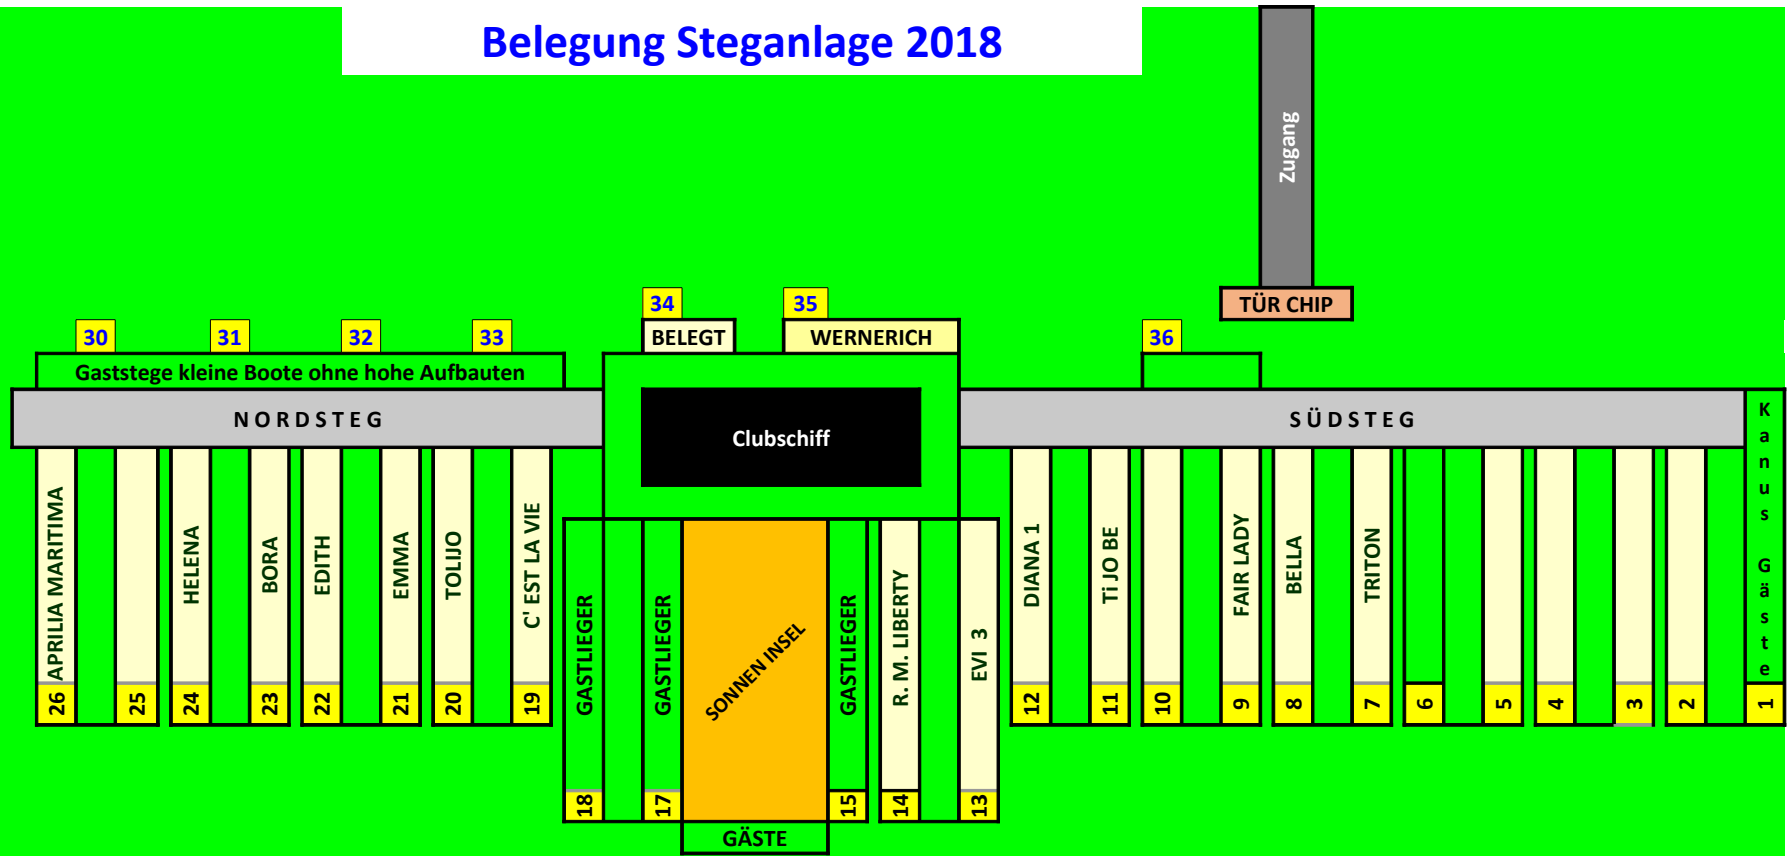 Belegung Steganlage 2018
Zugang
TÜR CHIP
34
35
30
31
32
33
BELEGT
WERNERICH
36
Gaststege kleine Boote ohne hohe Aufbauten
NORDSTEG
Clubschiff
SÜDSTEG
Kanus Gäste
APRILIA MARITIMA
HELENA
BORA
EDITH
EMMA
TOLIJO
C' EST LA VIE
GASTLIEGER
GASTLIEGER
SONNEN INSEL
GASTLIEGER
R. M. LIBERTY
EVI 3
DIANA 1
Ti JO BE
FAIR LADY
BELLA
TRITON
26
25
24
23
22
21
20
19
18
17
15
14
13
12
11
10
9
8
7
6
5
4
3
2
1
GÄSTE